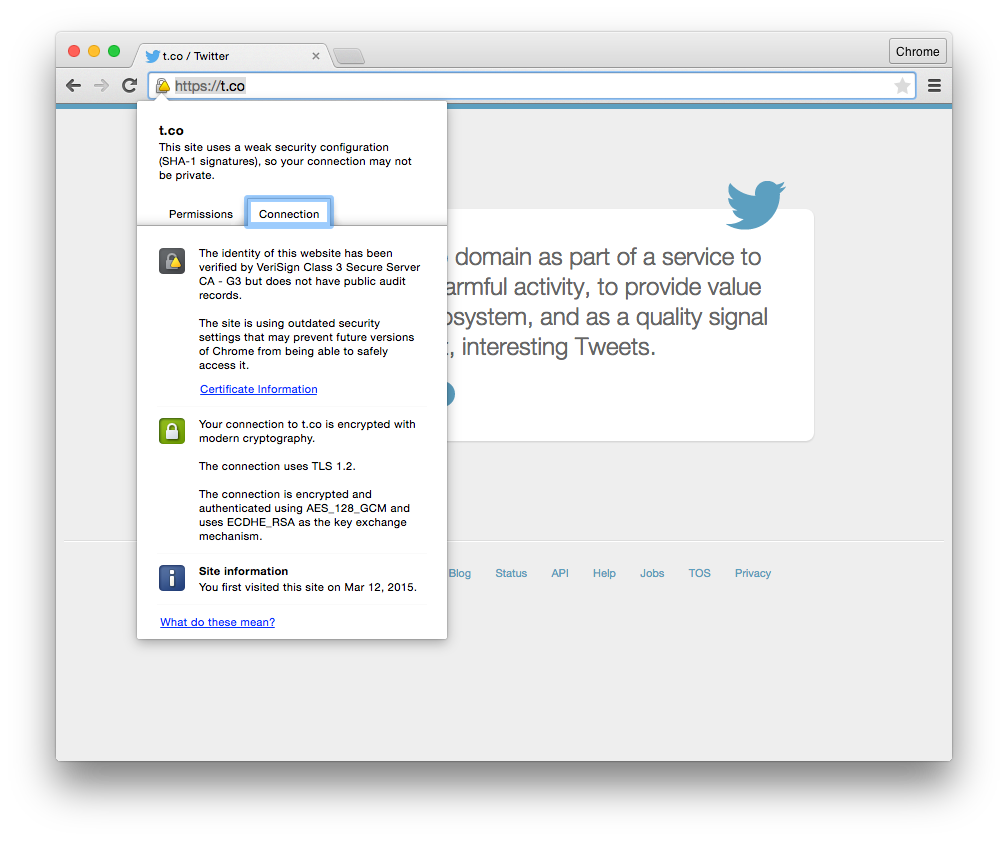 t.co / Twitter
Chrome
https://t.co
t.co
This site uses a weak security configuration
(SHA-1 signatures), so your connection may not
be private.
Permissions
Connection
The identity of this website has been
verified by VeriSign Class 3 Secure Server
CA - G3 but does not have public audit
records.
The site is using outdated security
settings that may prevent future versions
of Chrome from being able to safely
access it.
Certificate Information
Your connection to t.co is encrypted with
modern cryptography.
The connection uses TLS 1.2.
The connection is encrypted and
authenticated using AES_128_GCM and
uses ECDHE_RSA as the key exchange
mechanism.
Site information
You first visited this site on Mar 12, 2015.
What do these mean?
domain as part of a service to
armful activity, to provide value
osystem, and as a quality signal
, interesting Tweets.
Blog Status API Help Jobs TOS Privacy